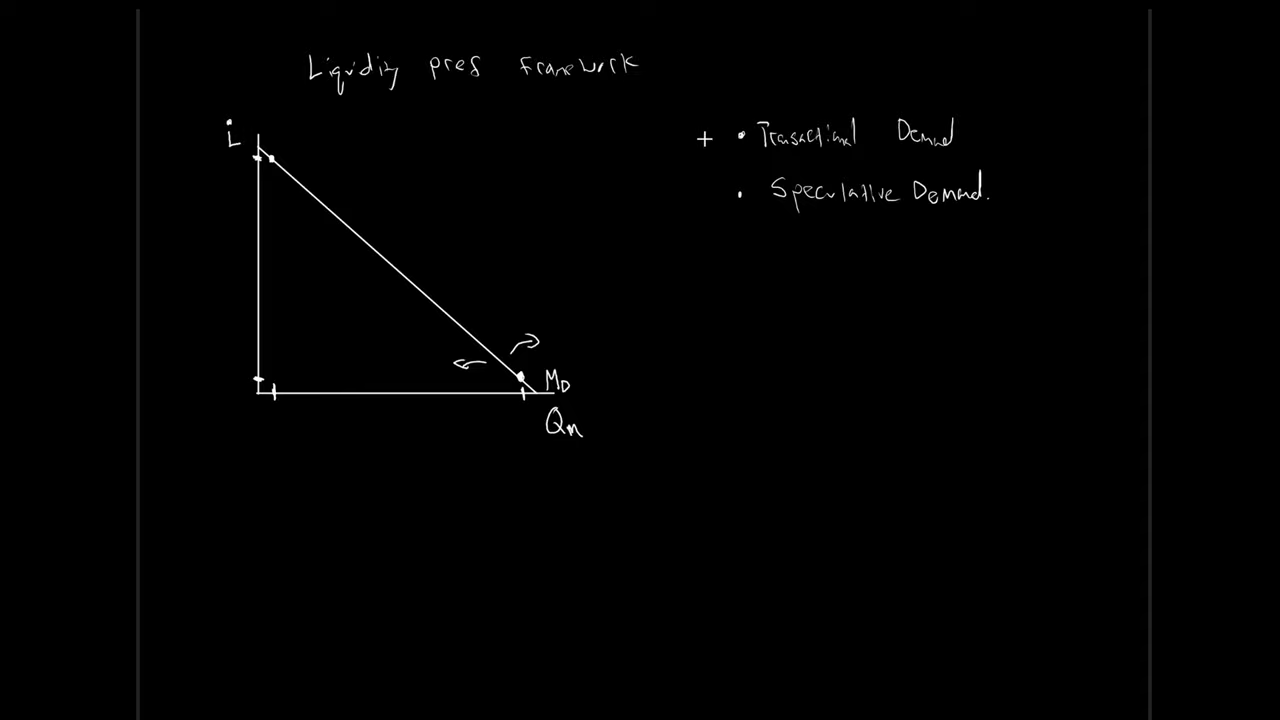 Liquidity pref framework
i
+ • Transactional Demand
• Speculative Demand.
MD
Qm